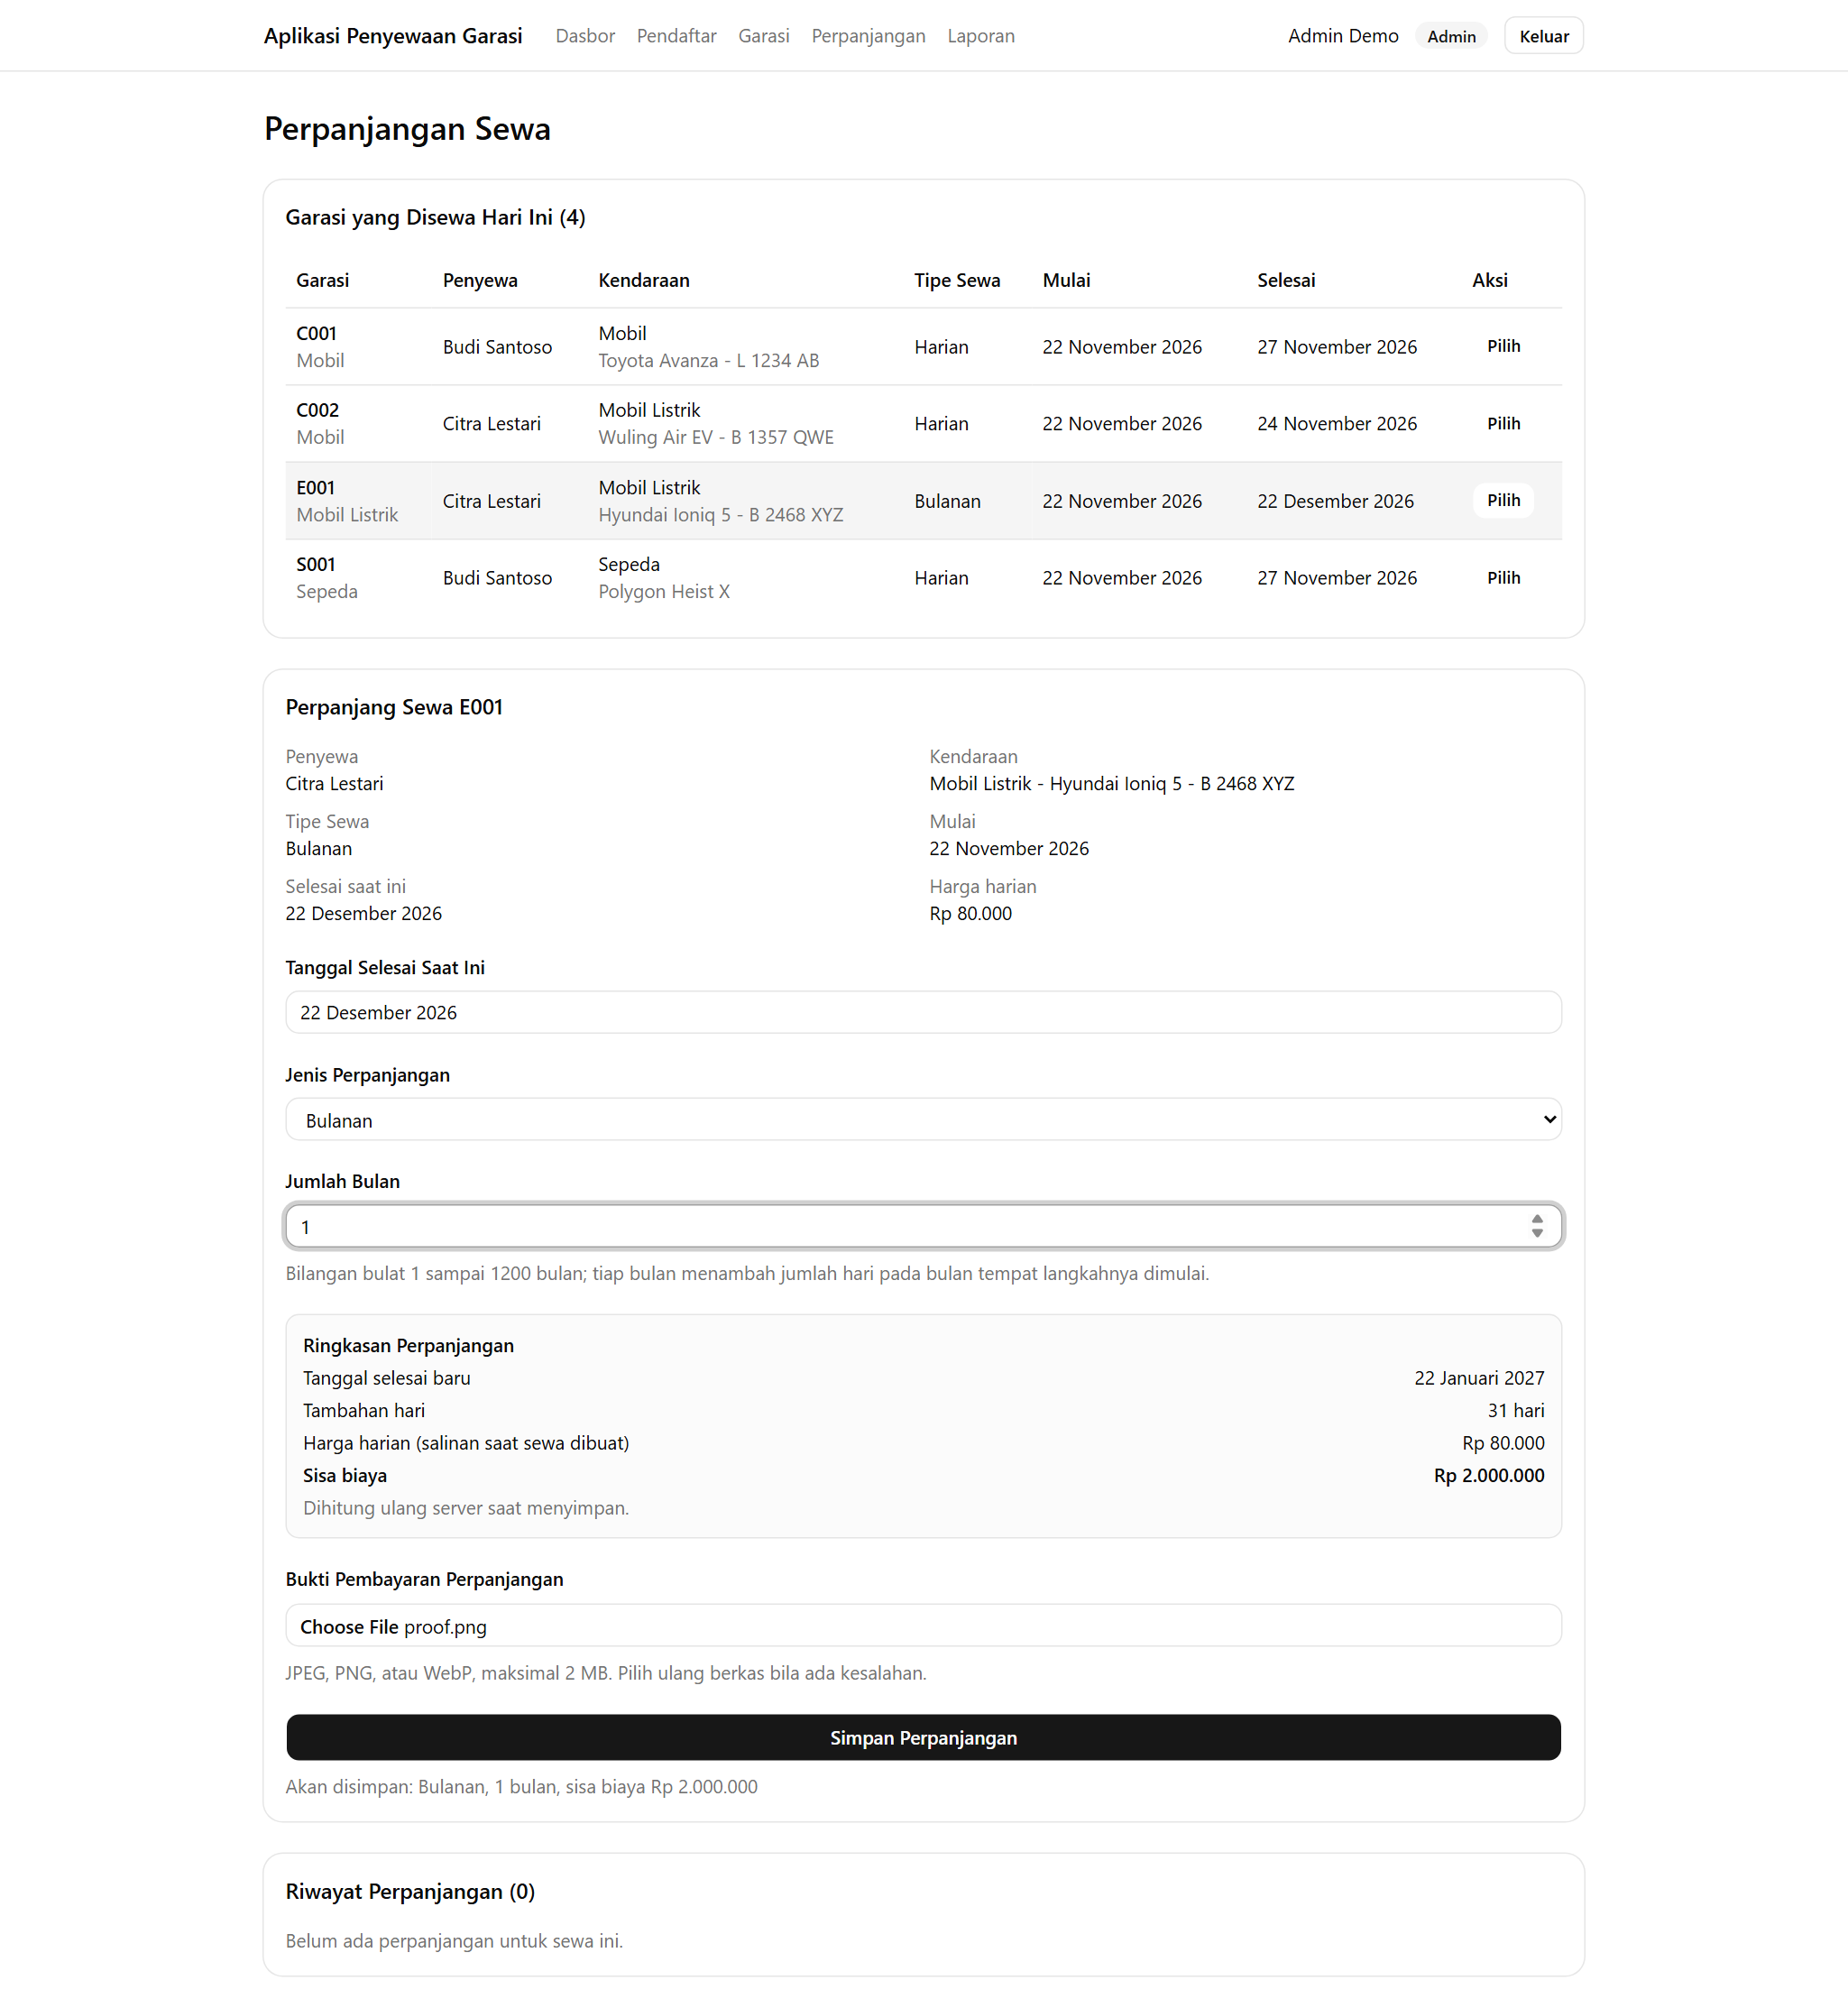 Aplikasi Penyewaan Garasi Dasbor Pendaftar Garasi Perpanjangan Laporan Admin Demo Admin Keluar
Perpanjangan Sewa
Garasi yang Disewa Hari Ini (4)
Garasi Penyewa Kendaraan Tipe Sewa Mulai Selesai Aksi
C001 Mobil
Mobil Budi Santoso Toyota Avanza - L 1234 AB Harian 22 November 2026 27 November 2026 Pilih
C002 Mobil Listrik
Mobil Citra Lestari Wuling Air EV - B 1357 QWE Harian 22 November 2026 24 November 2026 Pilih
E001 Mobil Listrik
Mobil Listrik Citra Lestari Hyundai Ioniq 5 - B 2468 XYZ Bulanan 22 November 2026 22 Desember 2026 Pilih
S001 Sepeda
Sepeda Budi Santoso Polygon Heist X Harian 22 November 2026 27 November 2026 Pilih
Perpanjang Sewa E001
Penyewa Kendaraan
Citra Lestari Mobil Listrik - Hyundai Ioniq 5 - B 2468 XYZ
Tipe Sewa Mulai
Bulanan 22 November 2026
Selesai saat ini Harga harian
22 Desember 2026 Rp 80.000
Tanggal Selesai Saat Ini
22 Desember 2026
Jenis Perpanjangan
Bulanan
Jumlah Bulan
1
Bilangan bulat 1 sampai 1200 bulan; tiap bulan menambah jumlah hari pada bulan tempat langkahnya dimulai.
Ringkasan Perpanjangan
Tanggal selesai baru 22 Januari 2027
Tambahan hari 31 hari
Harga harian (salinan saat sewa dibuat) Rp 80.000
Sisa biaya Rp 2.000.000
Dihitung ulang server saat menyimpan.
Bukti Pembayaran Perpanjangan
Choose File proof.png
JPEG, PNG, atau WebP, maksimal 2 MB. Pilih ulang berkas bila ada kesalahan.
Simpan Perpanjangan
Akan disimpan: Bulanan, 1 bulan, sisa biaya Rp 2.000.000
Riwayat Perpanjangan (0)
Belum ada perpanjangan untuk sewa ini.